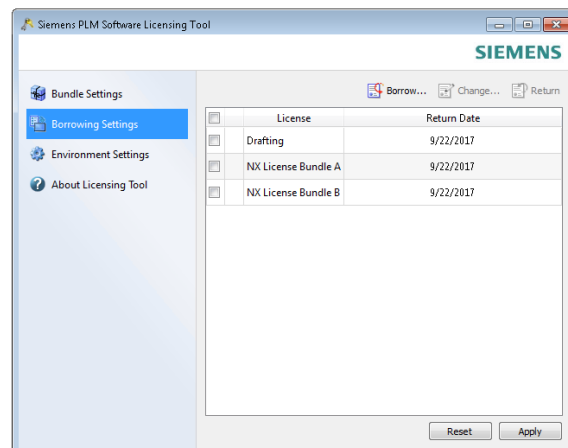 Siemens PLM Software Licensing Tool
SIEMENS
Bundle Settings
Borrowing Settings
Environment Settings
About Licensing Tool
Borrow... Change... Return
License Return Date
Drafting 9/22/2017
NX License Bundle A 9/22/2017
NX License Bundle B 9/22/2017
Reset Apply